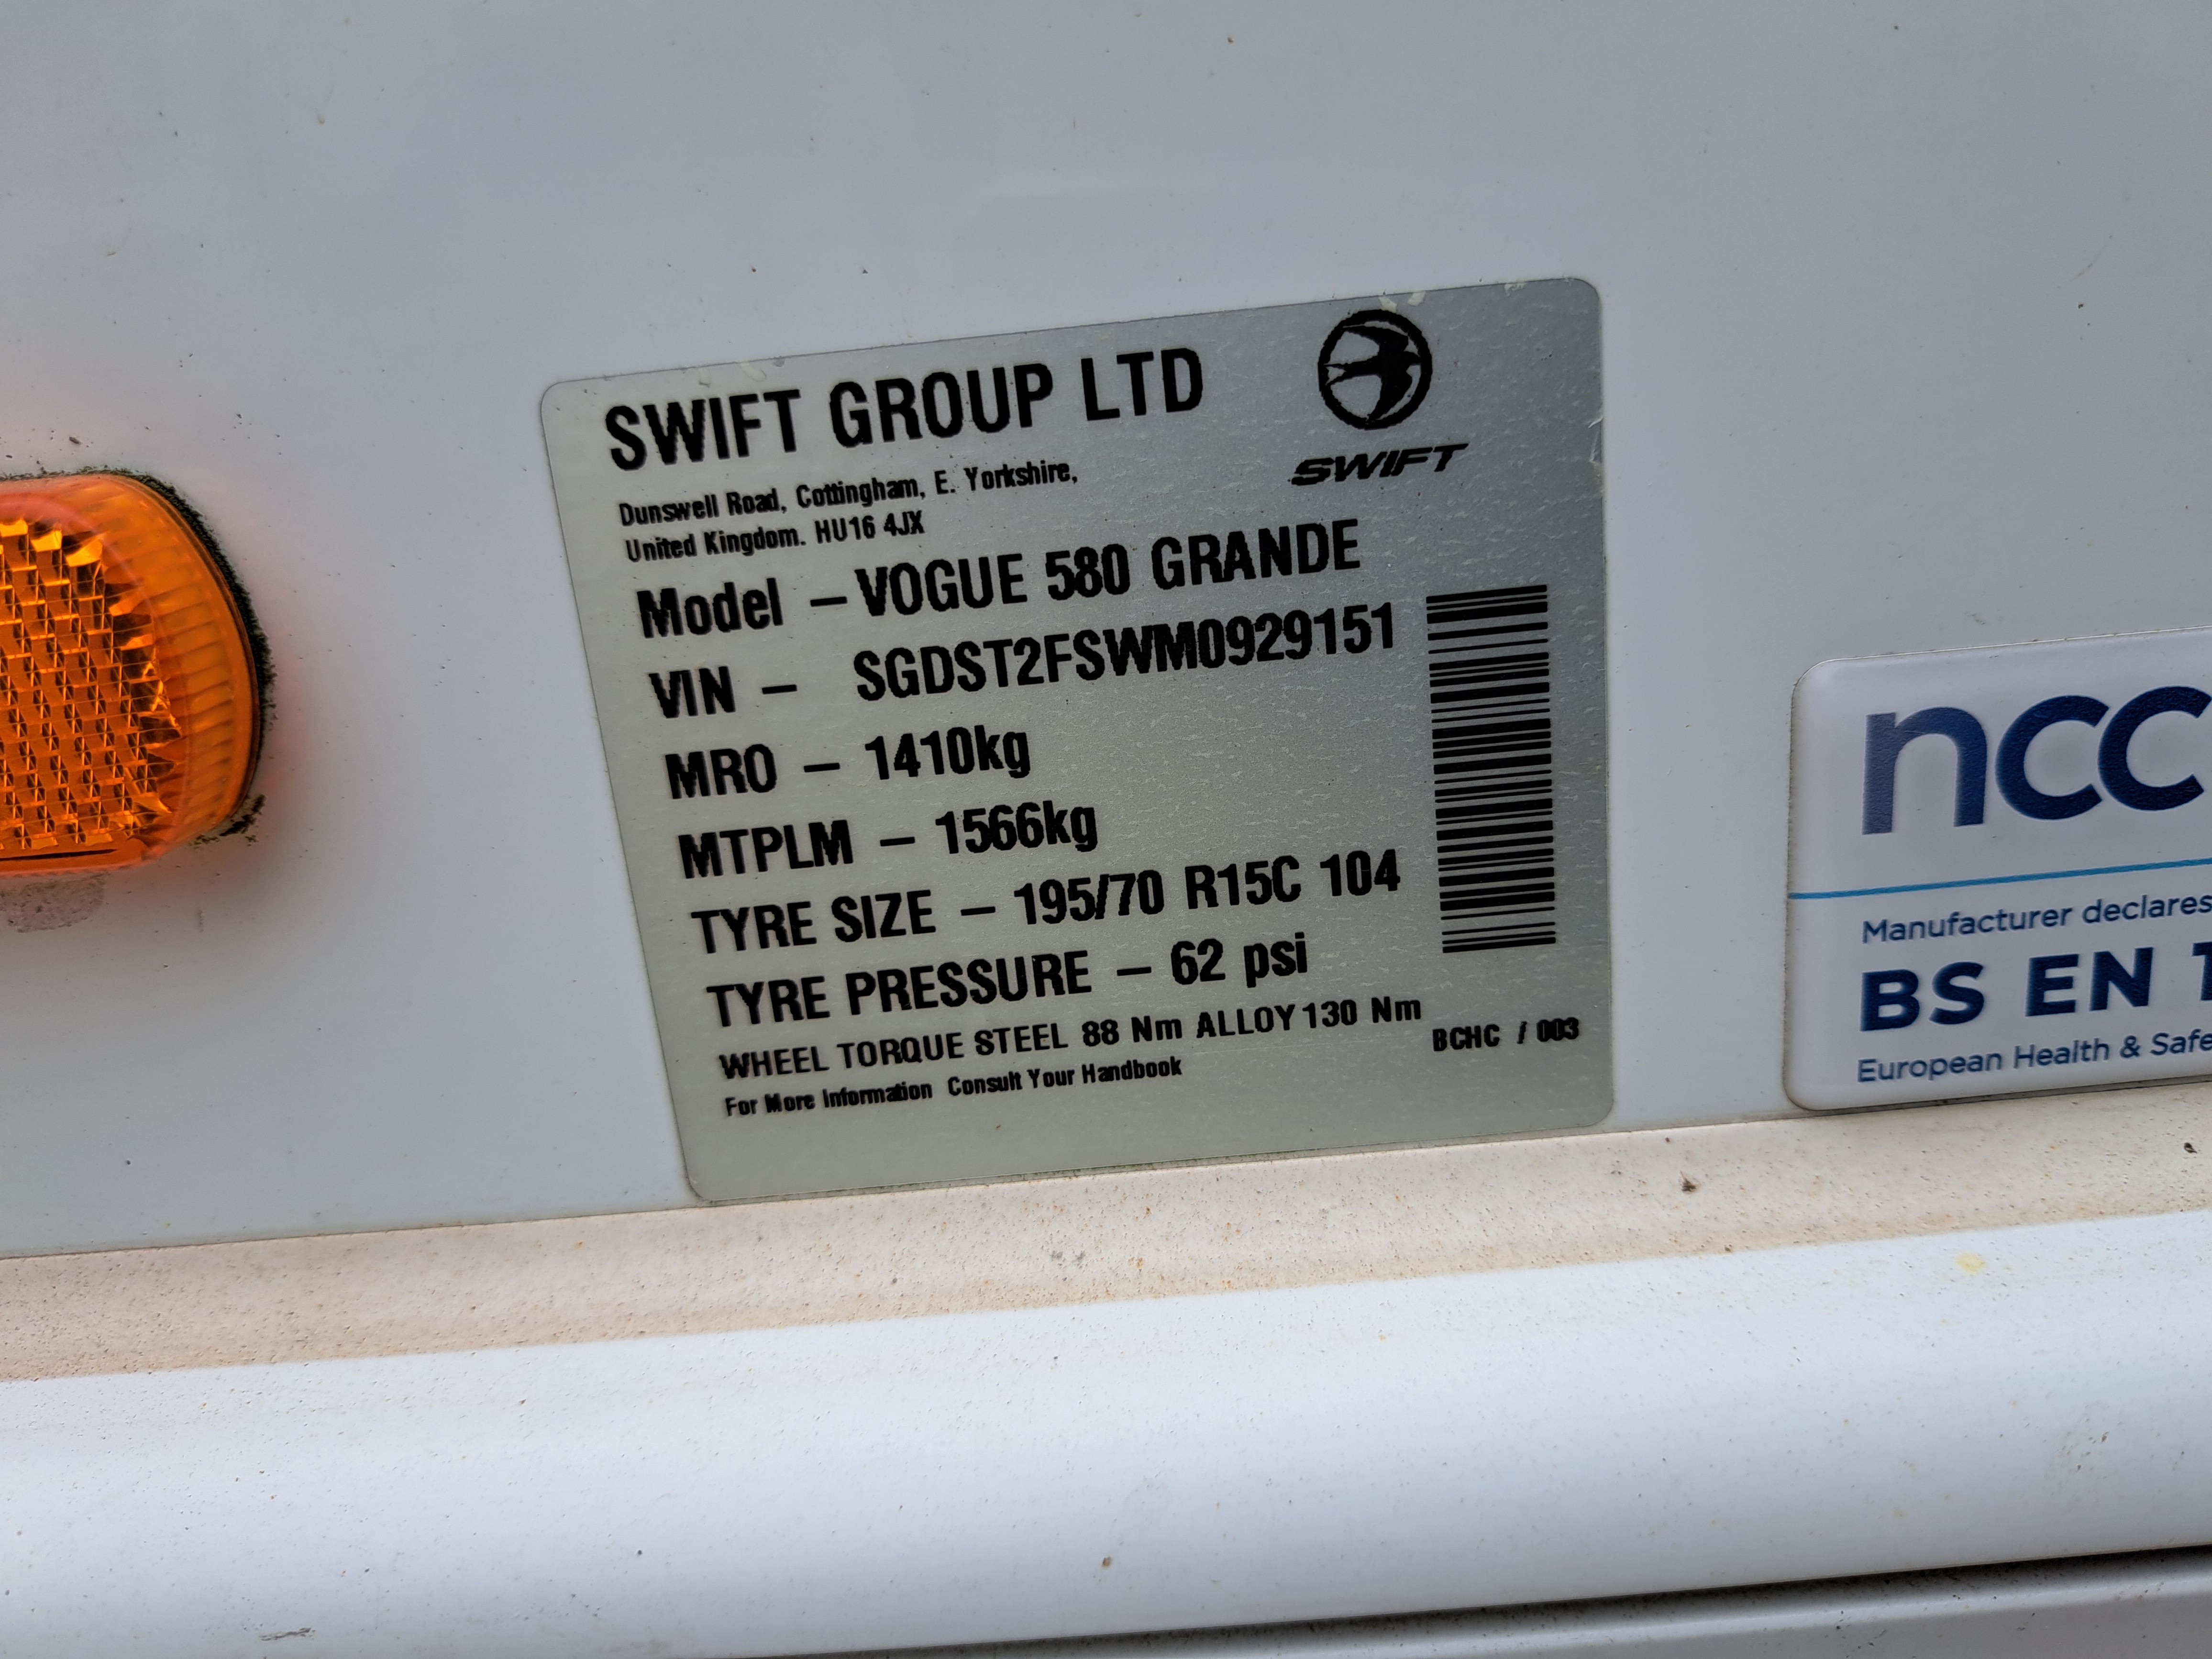 SWIFT GROUP LTD
SWIFT
Dunswell Road, Cottingham, E. Yorkshire,
United Kingdom. HU16 4JX
Model – VOGUE 580 GRANDE
VIN – SGDST2FSWM0929151
MRO – 1410kg
MTPLM – 1566kg
TYRE SIZE – 195/70 R15C 104
TYRE PRESSURE – 62 psi
WHEEL TORQUE STEEL 88 Nm ALLOY 130 Nm
BCHC / 003
For More Information Consult Your Handbook
ncc
Manufacturer declares
BS EN
European Health &